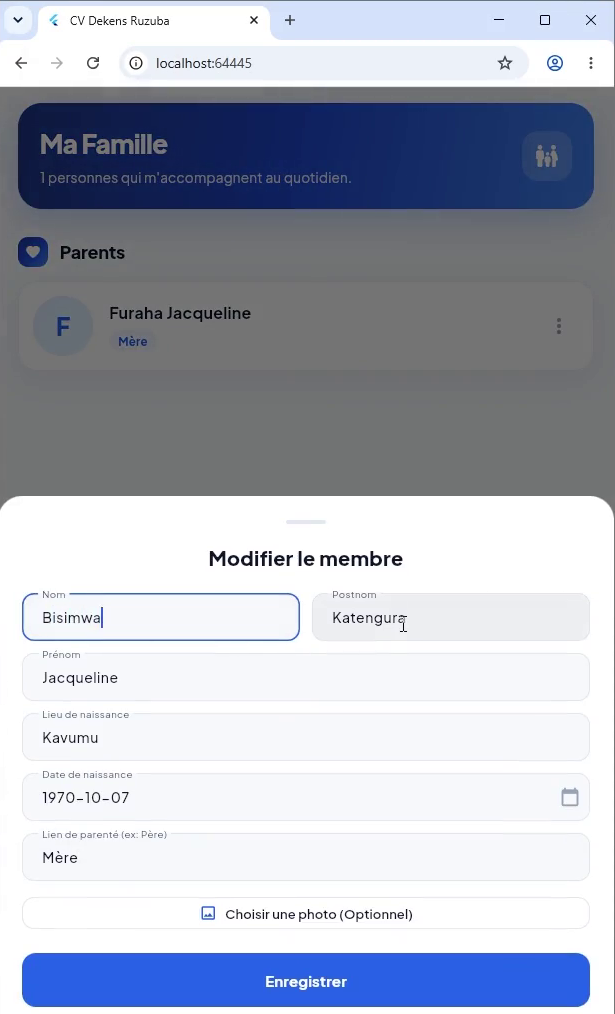 CV Dekens Ruzuba
localhost:64445
Ma Famille
1 personnes qui m'accompagnent au quotidien.
Parents
F
Furaha Jacqueline
Mère
Modifier le membre
Nom
Bisimwa
Postnom
Katengura
Prénom
Jacqueline
Lieu de naissance
Kavumu
Date de naissance
1970-10-07
Lien de parenté (ex: Père)
Mère
Choisir une photo (Optionnel)
Enregistrer